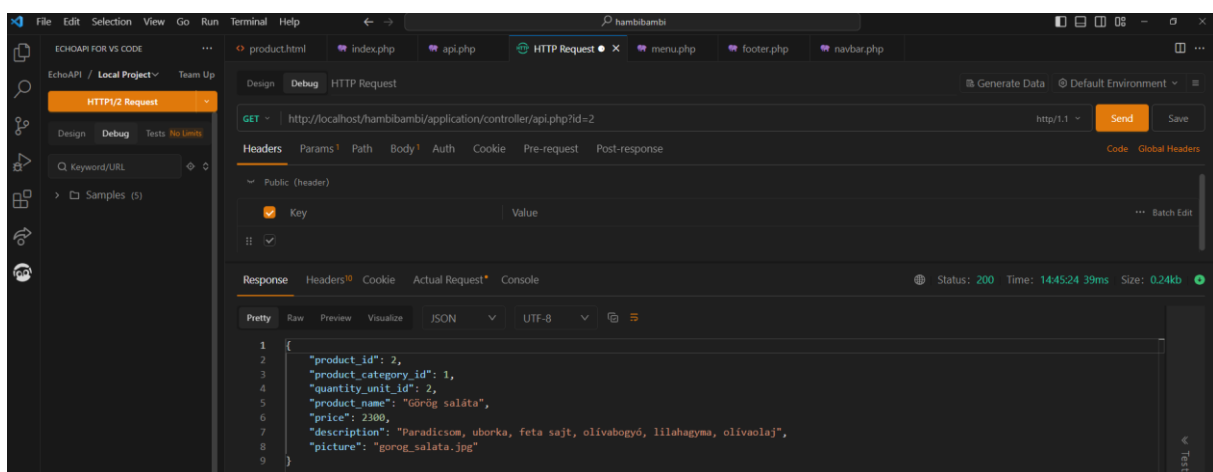 File Edit Selection View Go Run Terminal Help
hambibambi
ECHOAPI FOR VS CODE
product.html index.php api.php HTTP Request menu.php footer.php navbar.php
EchoAPI / Local Project Team Up
Design Debug HTTP Request Generate Data Default Environment
HTTP1/2 Request
GET http://localhost/hambibambi/application/controller/api.php?id=2 http/1.1 Send Save
Design Debug Tests No Limits
Headers Params 1 Path Body 1 Auth Cookie Pre-request Post-response Code Global Headers
Keyword/URL
Public (header)
Samples (5)
Key Value Batch Edit
Response Headers 10 Cookie Actual Request Console Status: 200 Time: 14:45:24 39ms Size: 0.24kb
Pretty Raw Preview Visualize JSON UTF-8
1 {
2 "product_id": 2,
3 "product_category_id": 1,
4 "quantity_unit_id": 2,
5 "product_name": "Görög saláta",
6 "price": 2300,
7 "description": "Paradicsom, uborka, feta sajt, olívabogyó, lilahagyma, olívaolaj",
8 "picture": "gorog_salata.jpg"
9 }